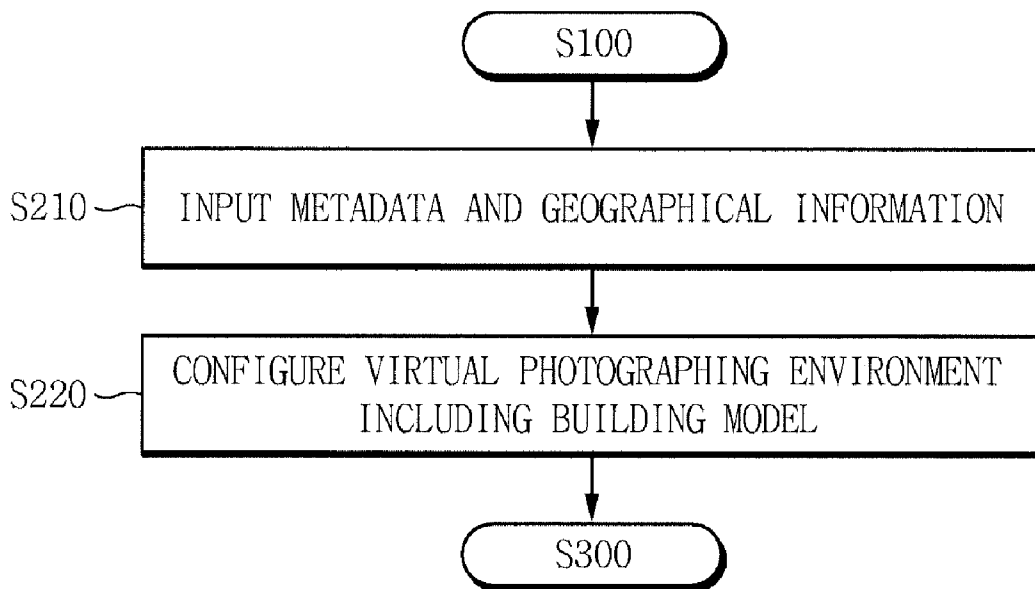 S100
S210
INPUT METADATA AND GEOGRAPHICAL INFORMATION
S220
CONFIGURE VIRTUAL PHOTOGRAPHING ENVIRONMENT
INCLUDING BUILDING MODEL
S300